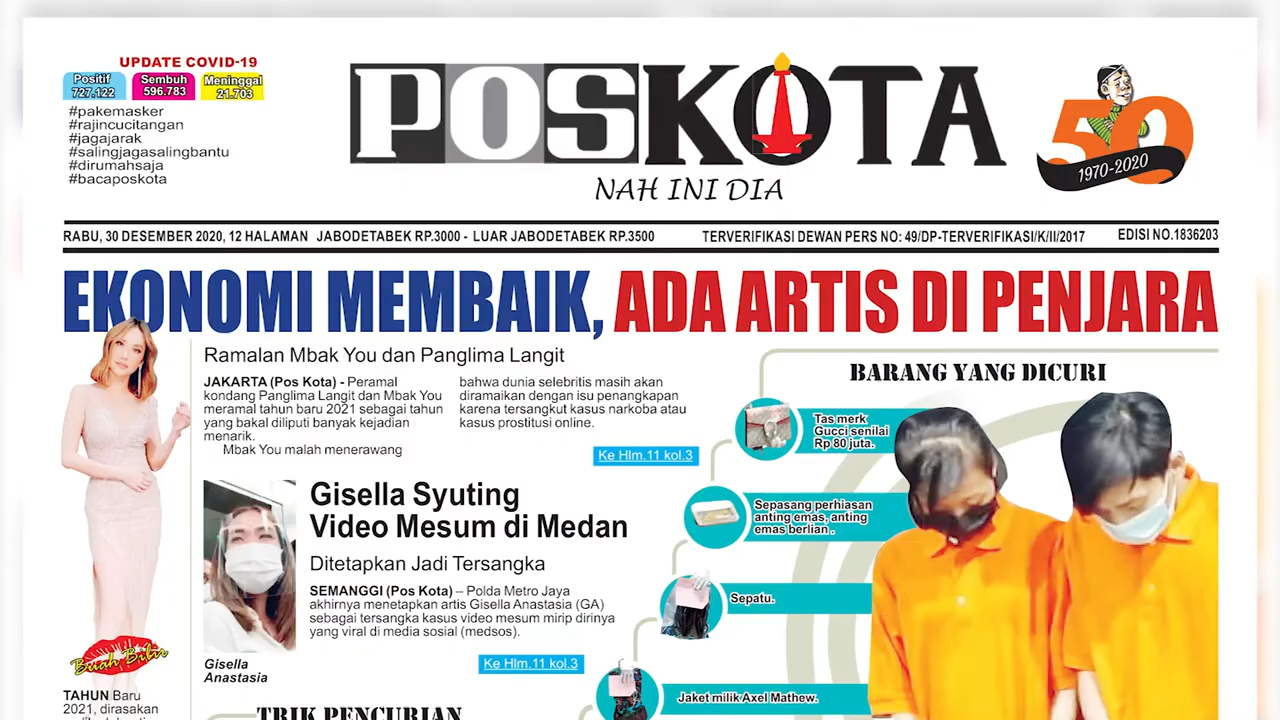 UPDATE COVID-19
Positif
727.122
Sembuh
596.783
Meninggal
21.703
#pakemasker
#rajincucitangan
#jagajarak
#salingjagasalingbantu
#dirumahsaja
#bacaposkota
POSKOTA
NAH INI DIA
50
1970-2020
RABU, 30 DESEMBER 2020, 12 HALAMAN JABODETABEK RP.3000 - LUAR JABODETABEK RP.3500
TERVERIFIKASI DEWAN PERS NO: 49/DP-TERVERIFIKASI/K/II/2017
EDISI NO.1836203
EKONOMI MEMBAIK, ADA ARTIS DI PENJARA
Ramalan Mbak You dan Panglima Langit
JAKARTA (Pos Kota) - Peramal
kondang Panglima Langit dan Mbak You
meramal tahun baru 2021 sebagai tahun
yang bakal diliputi banyak kejadian
menarik.
Mbak You malah menerawang
bahwa dunia selebritis masih akan
diramaikan dengan isu penangkapan
karena tersangkut kasus narkoba atau
kasus prostitusi online.
Ke Hlm.11 kol.3
Gisella Syuting
Video Mesum di Medan
Ditetapkan Jadi Tersangka
SEMANGGI (Pos Kota) – Polda Metro Jaya
akhirnya menetapkan artis Gisella Anastasia (GA)
sebagai tersangka kasus video mesum mirip dirinya
yang viral di media sosial (medsos).
Ke Hlm.11 kol.3
Gisella
Anastasia
Buah Bibir
TAHUN Baru
2021, dirasakan
TRIK PENCURIAN
BARANG YANG DICURI
Tas merk
Gucci senilai
Rp 80 juta.
Sepasang perhiasan
anting emas, anting
emas berlian .
Sepatu.
Jaket milik Axel Mathew.